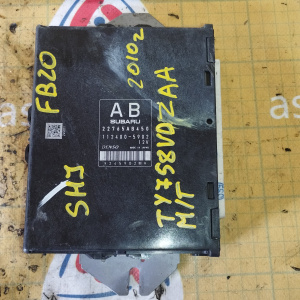 FB20
SHJ
2010г
AB
SUBARU
22765AB450
112400-5902
12V
DENSO
TY758VDZAA
M/T